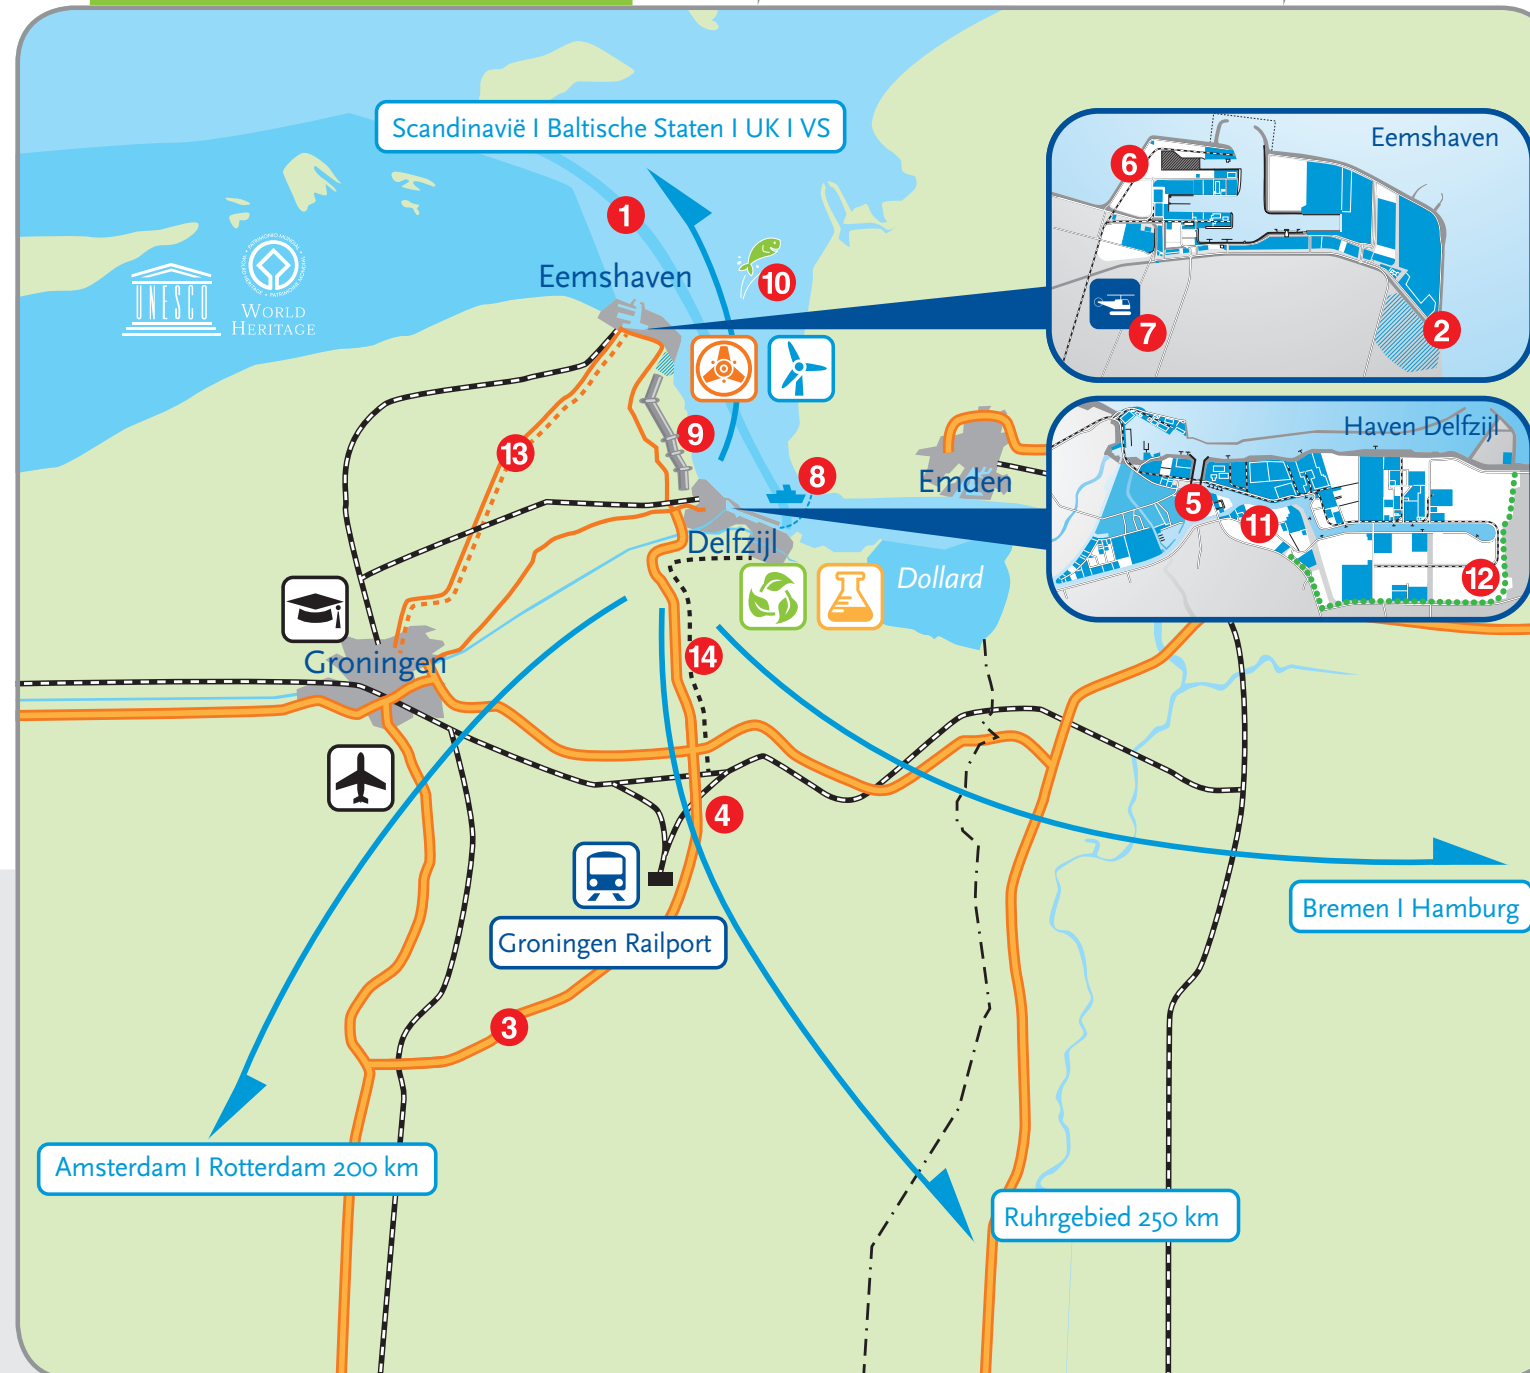 Scandinavië I Baltische Staten I UK I VS
Eemshaven
6
1
Eemshaven
10
UNESCO
WORLD
HERITAGE
7
2
Haven Delfzijl
13
9
8
Emden
5
11
Delfzijl
Dollard
12
Groningen
14
4
Bremen I Hamburg
Groningen Railport
3
Amsterdam I Rotterdam 200 km
Ruhrgebied 250 km